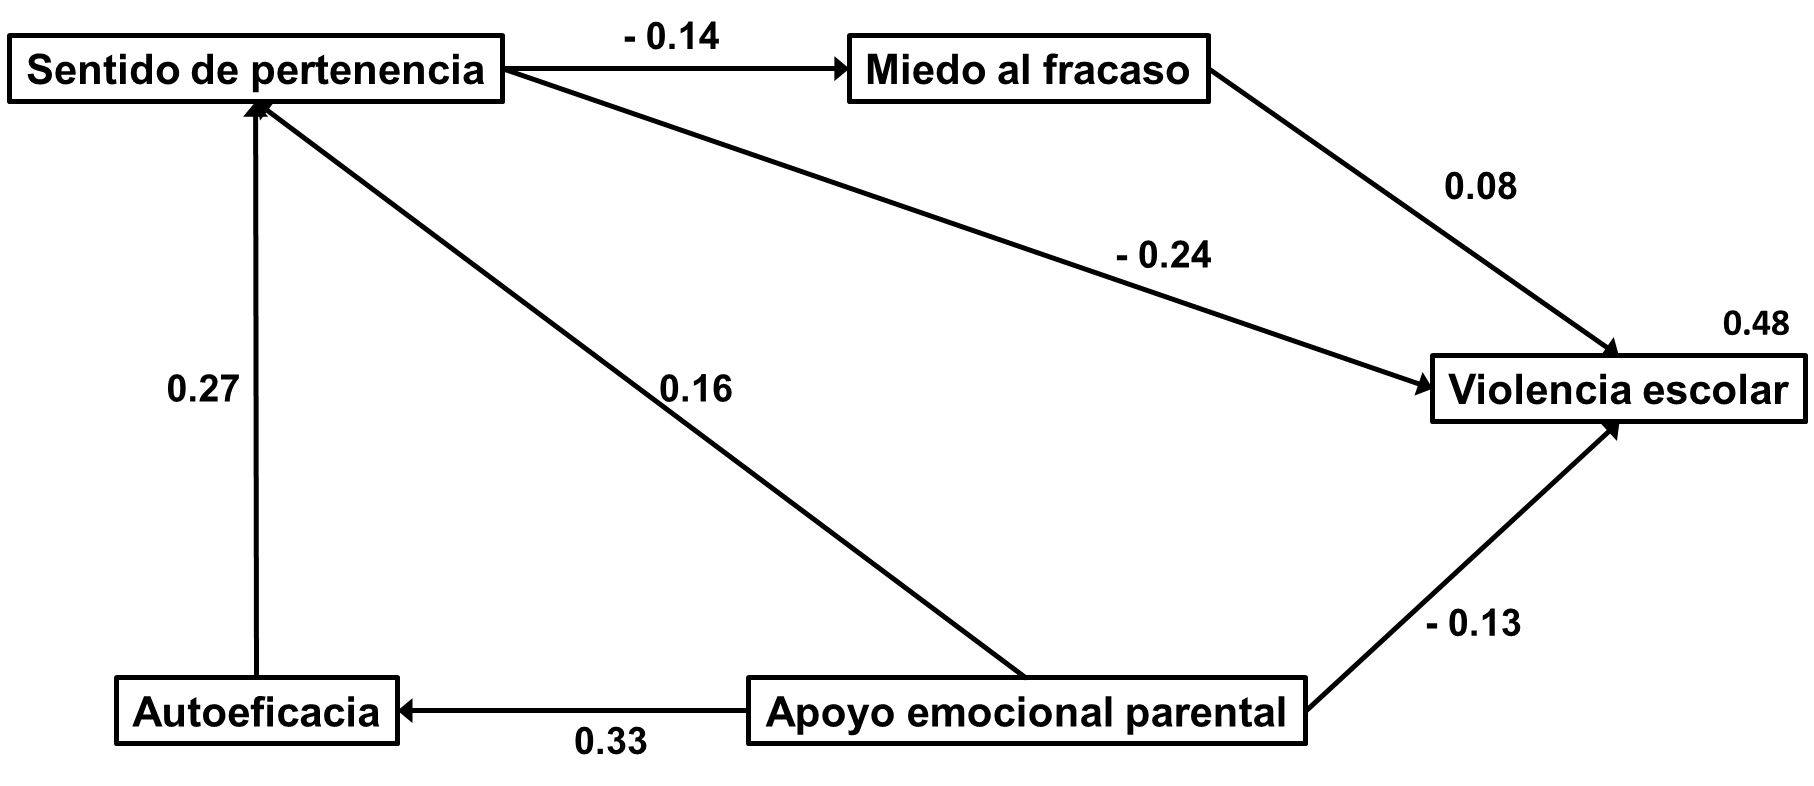 - 0.14
Sentido de pertenencia
Miedo al fracaso
0.08
- 0.24
0.48
0.27
0.16
Violencia escolar
- 0.13
Autoeficacia
Apoyo emocional parental
0.33